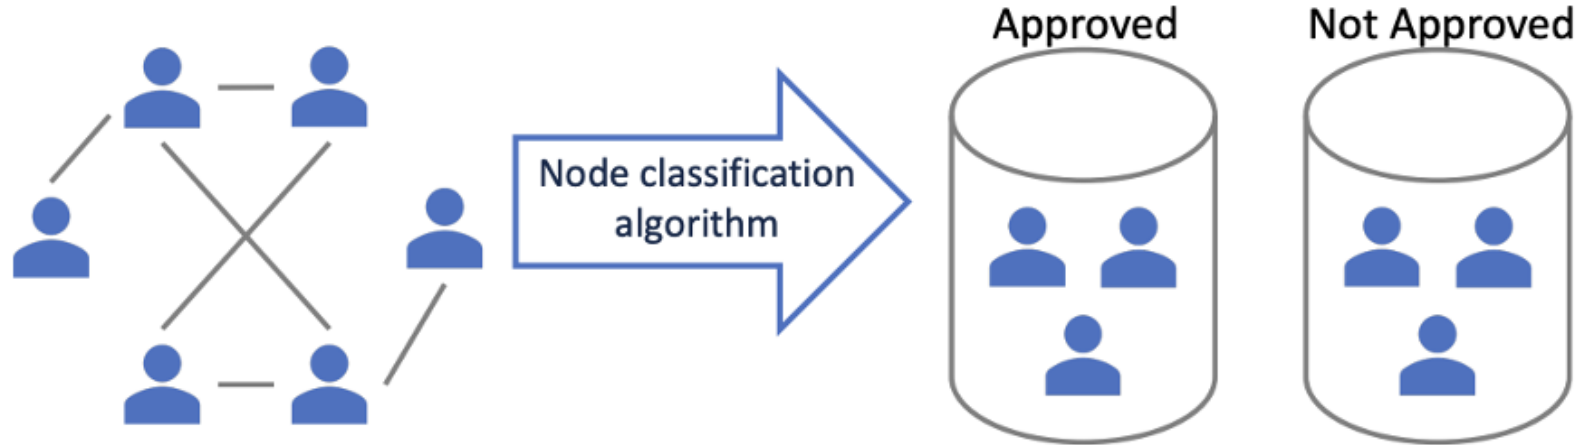 Approved
Not Approved
Node classification
algorithm